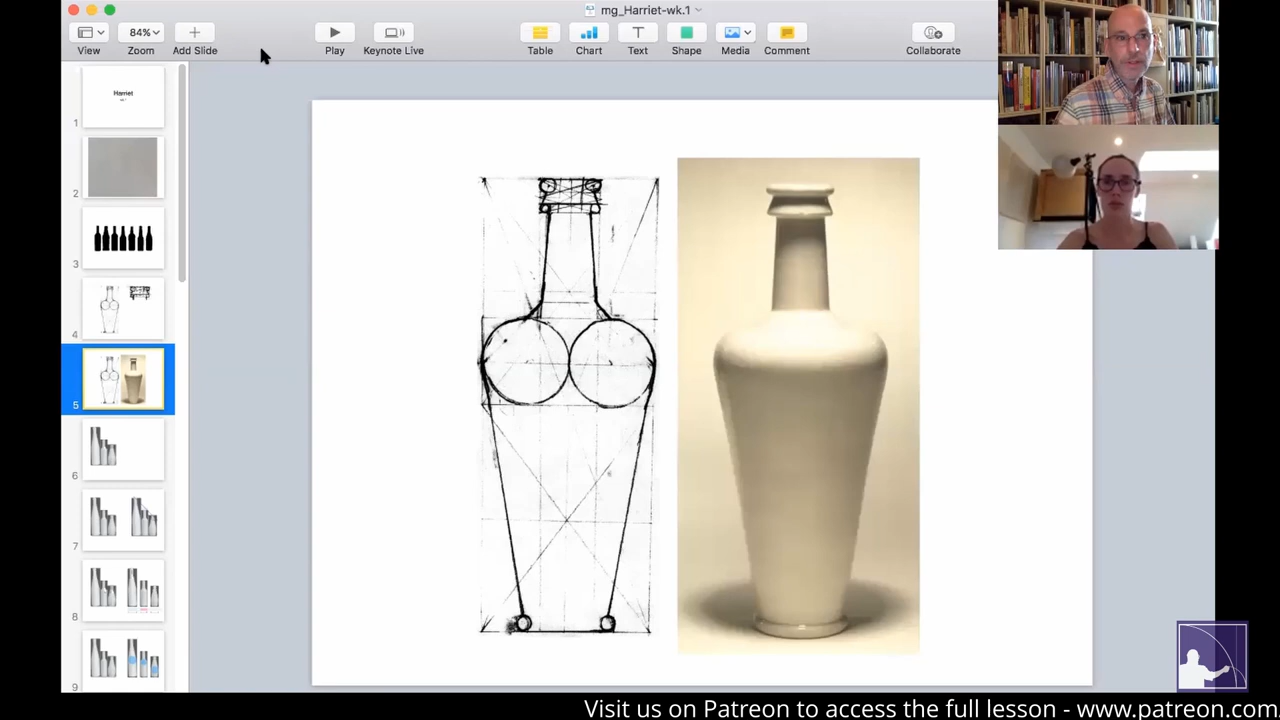 mg_Harriet-wk.1
84%
View
Zoom
Add Slide
Play
Keynote Live
Table
Chart
Text
Shape
Media
Comment
Collaborate
Harriet
1
2
3
4
5
6
7
8
9
Visit us on Patreon to access the full lesson - www.patreon.com